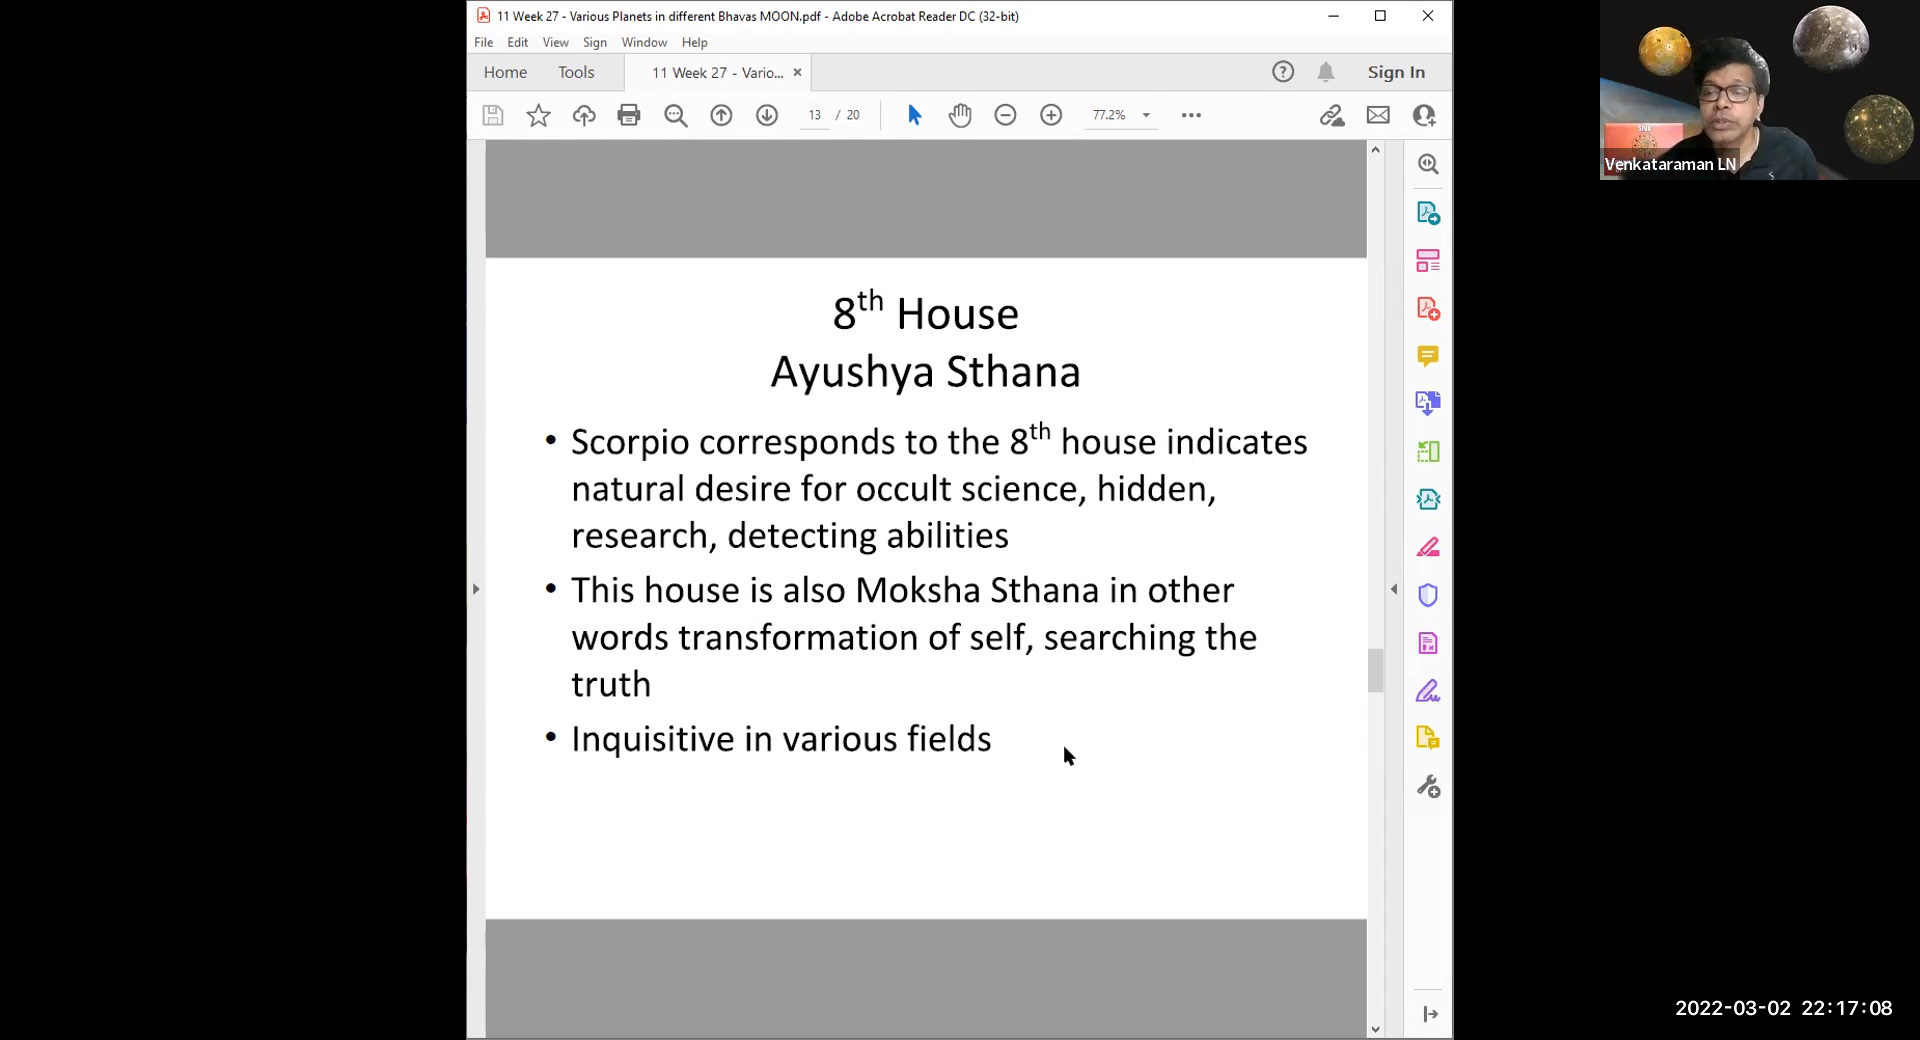 11 Week 27 - Various Planets in different Bhavas MOON.pdf - Adobe Acrobat Reader DC (32-bit)
File Edit View Sign Window Help
Home Tools 11 Week 27 - Vario... × Sign In
13 / 20 77.2%
8th House
Ayushya Sthana
• Scorpio corresponds to the 8th house indicates
natural desire for occult science, hidden,
research, detecting abilities
• This house is also Moksha Sthana in other
words transformation of self, searching the
truth
• Inquisitive in various fields
Venkataraman LN
2022-03-02 22:17:08